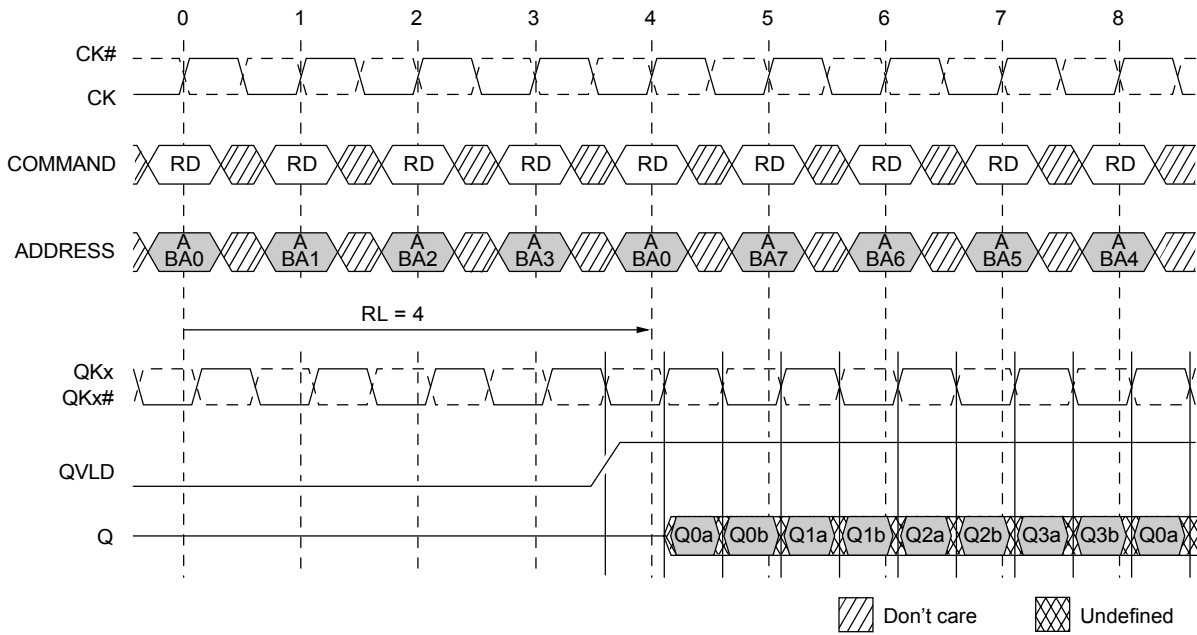 0 1 2 3 4 5 6 7 8
CK#
CK
COMMAND RD RD RD RD RD RD RD RD RD
ADDRESS A A A A A A A A A
BA0 BA1 BA2 BA3 BA0 BA7 BA6 BA5 BA4
RL = 4
QKx
QKx#
QVLD
Q Q0a Q0b Q1a Q1b Q2a Q2b Q3a Q3b Q0a
Don't care Undefined